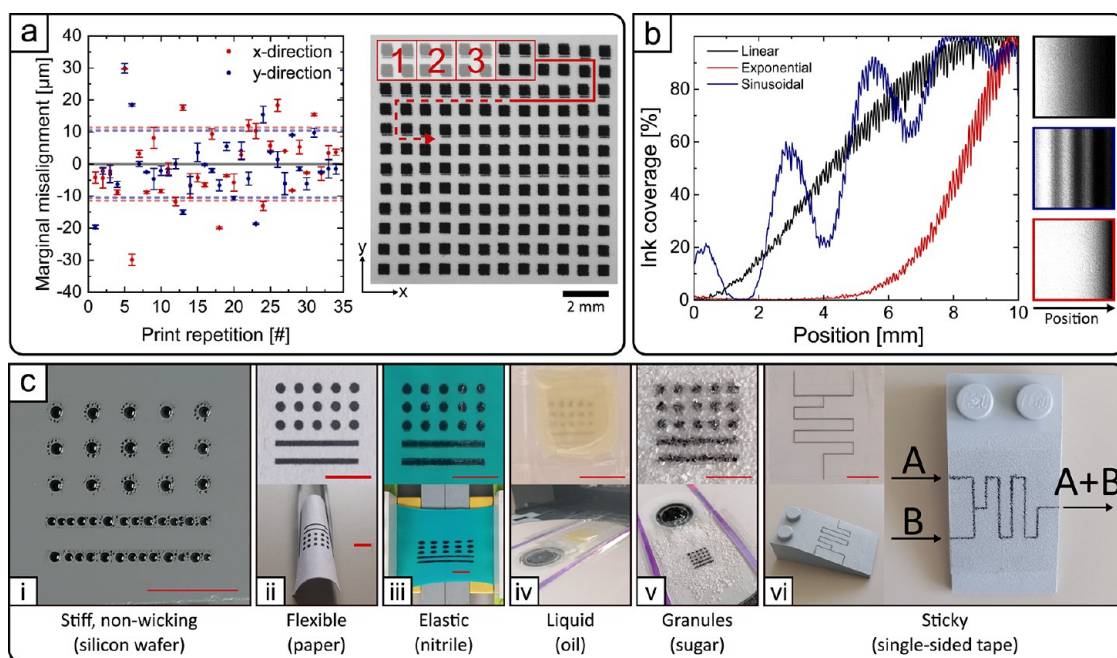 a
Marginal misalignment [µm]
40
30
20
10
0
-10
-20
-30
-40
0
5
10
15
20
25
30
35
Print repetition [#]
x-direction
y-direction
1 2 3
y
x
2 mm
b
Ink coverage [%]
100
80
60
40
20
0
0
2
4
6
8
10
Position [mm]
Linear
Exponential
Sinusoidal
Position
c
i
Stiff, non-wicking
(silicon wafer)
ii
Flexible
(paper)
iii
Elastic
(nitrile)
iv
Liquid
(oil)
v
Granules
(sugar)
vi
A
B
A+B
Sticky
(single-sided tape)